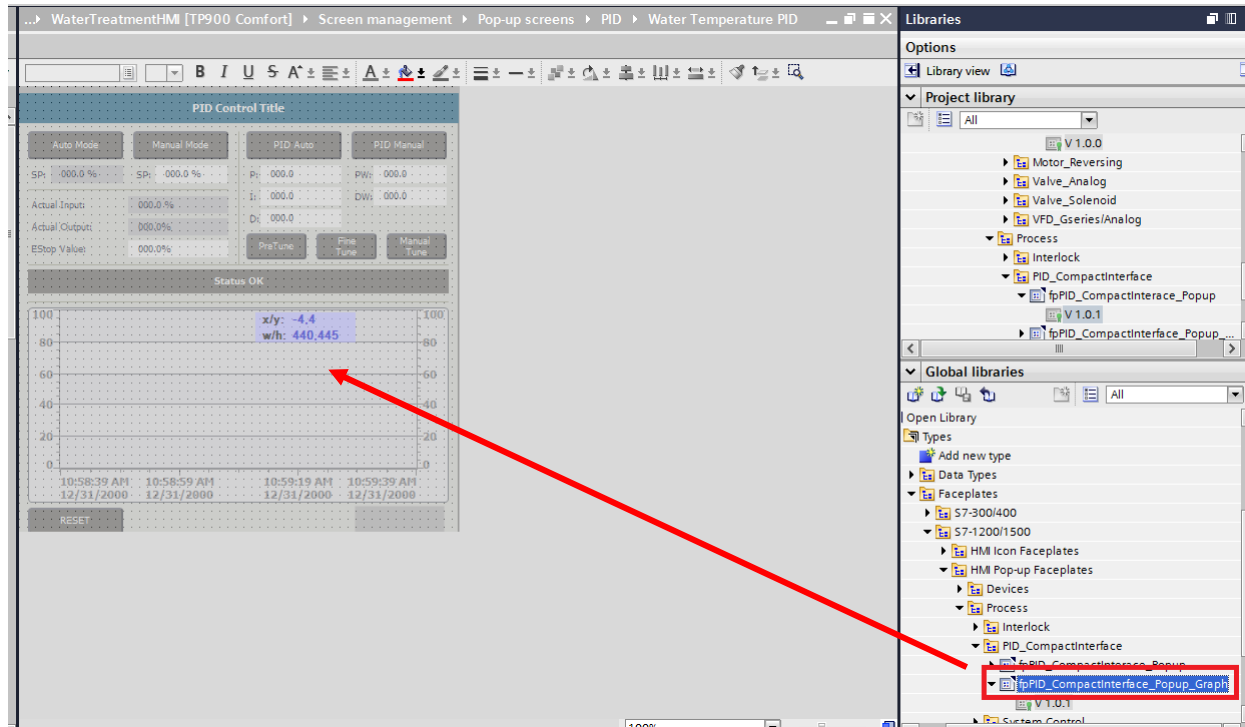 ...▸ WaterTreatmentHMI [TP900 Comfort] ▸ Screen management ▸ Pop-up screens ▸ PID ▸ Water Temperature PID
B I U S A
PID Control Title
Auto Mode Manual Mode PID Auto PID Manual
SP: 000.0 % SP: 000.0 % P: 000.0 PW: 000.0
Actual Input: 000.0 % I: 000.0 DW: 000.0
Actual Output: 000.0% D: 000.0
EStop Value: 000.0% PreTune Fine Tune Manual Tune
Status OK
x/y: -4,4
w/h: 440,445
100 100
80 80
60 60
40 40
20 20
0 0
10:58:39 AM 10:58:59 AM 10:59:19 AM 10:59:39 AM
12/31/2000 12/31/2000 12/31/2000 12/31/2000
RESET
100%
Libraries
Options
Library view
Project library
All
V 1.0.0
Motor_Reversing
Valve_Analog
Valve_Solenoid
VFD_Gseries/Analog
Process
Interlock
PID_CompactInterface
fpPID_CompactInterace_Popup
V 1.0.1
fpPID_CompactInterface_Popup_...
Global libraries
All
Open Library
Types
Add new type
Data Types
Faceplates
S7-300/400
S7-1200/1500
HMI Icon Faceplates
HMI Pop-up Faceplates
Devices
Process
Interlock
PID_CompactInterface
fpPID_CompactInterace_Popup
fpPID_CompactInterface_Popup_Graph
V 1.0.1
System Control